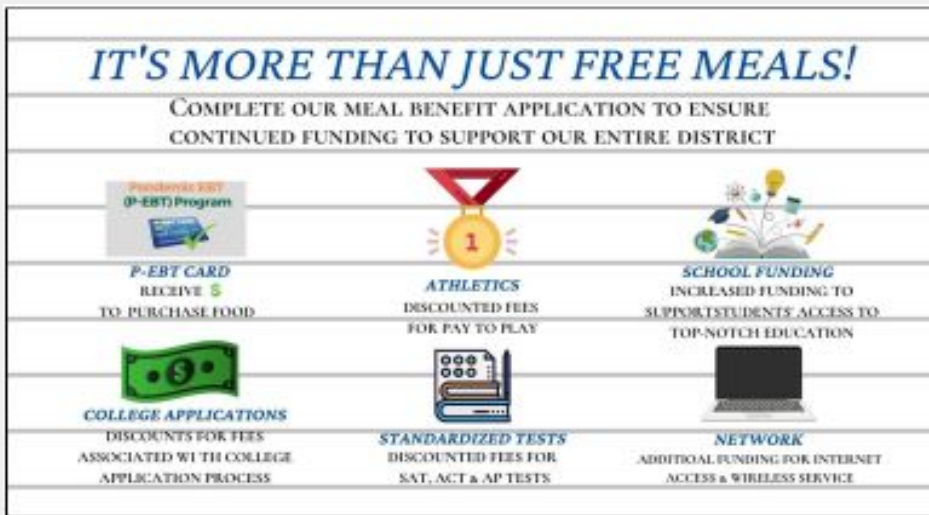 IT'S MORE THAN JUST FREE MEALS!
COMPLETE OUR MEAL BENEFIT APPLICATION TO ENSURE
CONTINUED FUNDING TO SUPPORT OUR ENTIRE DISTRICT
Pandemic EBT
(P-EBT) Program
P-EBT CARD
RECEIVE $
TO PURCHASE FOOD
1
ATHLETICS
DISCOUNTED FEES
FOR PAY TO PLAY
SCHOOL FUNDING
INCREASED FUNDING TO
SUPPORTSTUDENTS' ACCESS TO
TOP-NOTCH EDUCATION
$
COLLEGE APPLICATIONS
DISCOUNTS FOR FEES
ASSOCIATED WI TH COLLEGE
APPLICATION PROCESS
STANDARDIZED TESTS
DISCOUNTED FEES FOR
SAT, ACT & AP TESTS
NETWORK
ADDITIOAL FUNDING FOR INTERNET
ACCESS & WIRELESS SERVICE